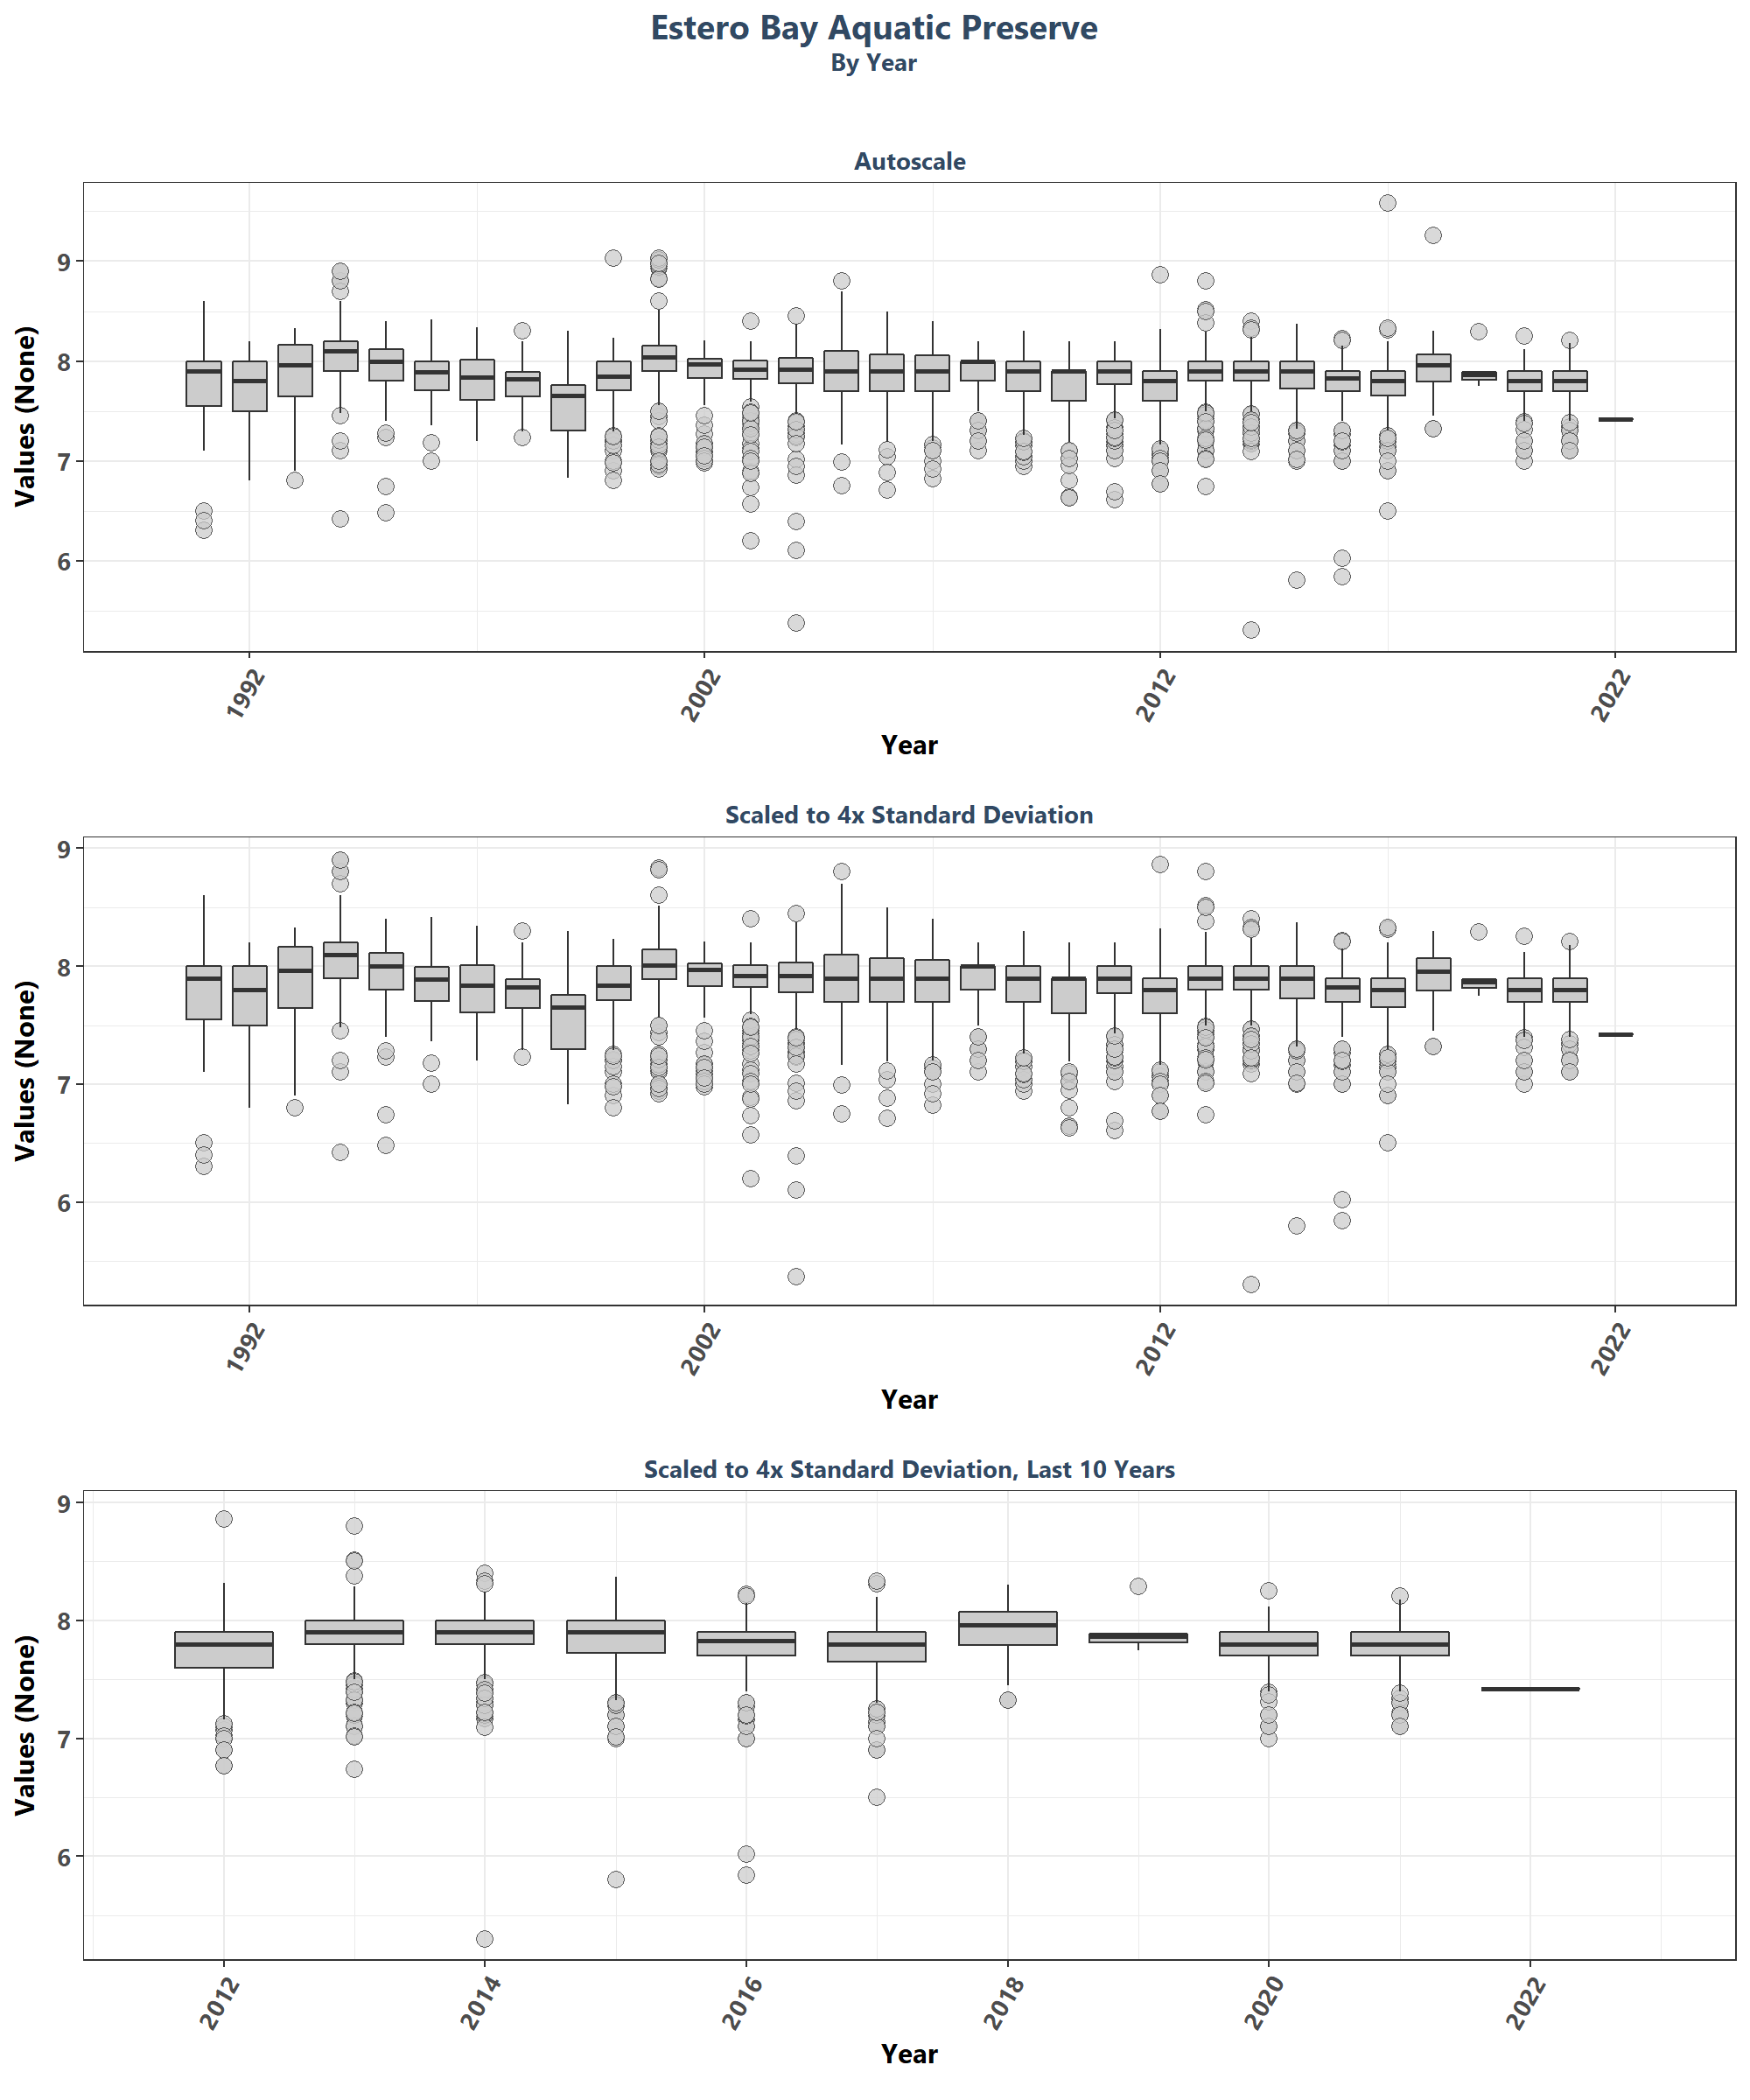 Estero Bay Aquatic Preserve
By Year
Autoscale
Values (None)
9
8
7
6
1992 2002 2012 2022
Year
Scaled to 4x Standard Deviation
Values (None)
9
8
7
6
1992 2002 2012 2022
Year
Scaled to 4x Standard Deviation, Last 10 Years
Values (None)
9
8
7
6
2012 2014 2016 2018 2020 2022
Year